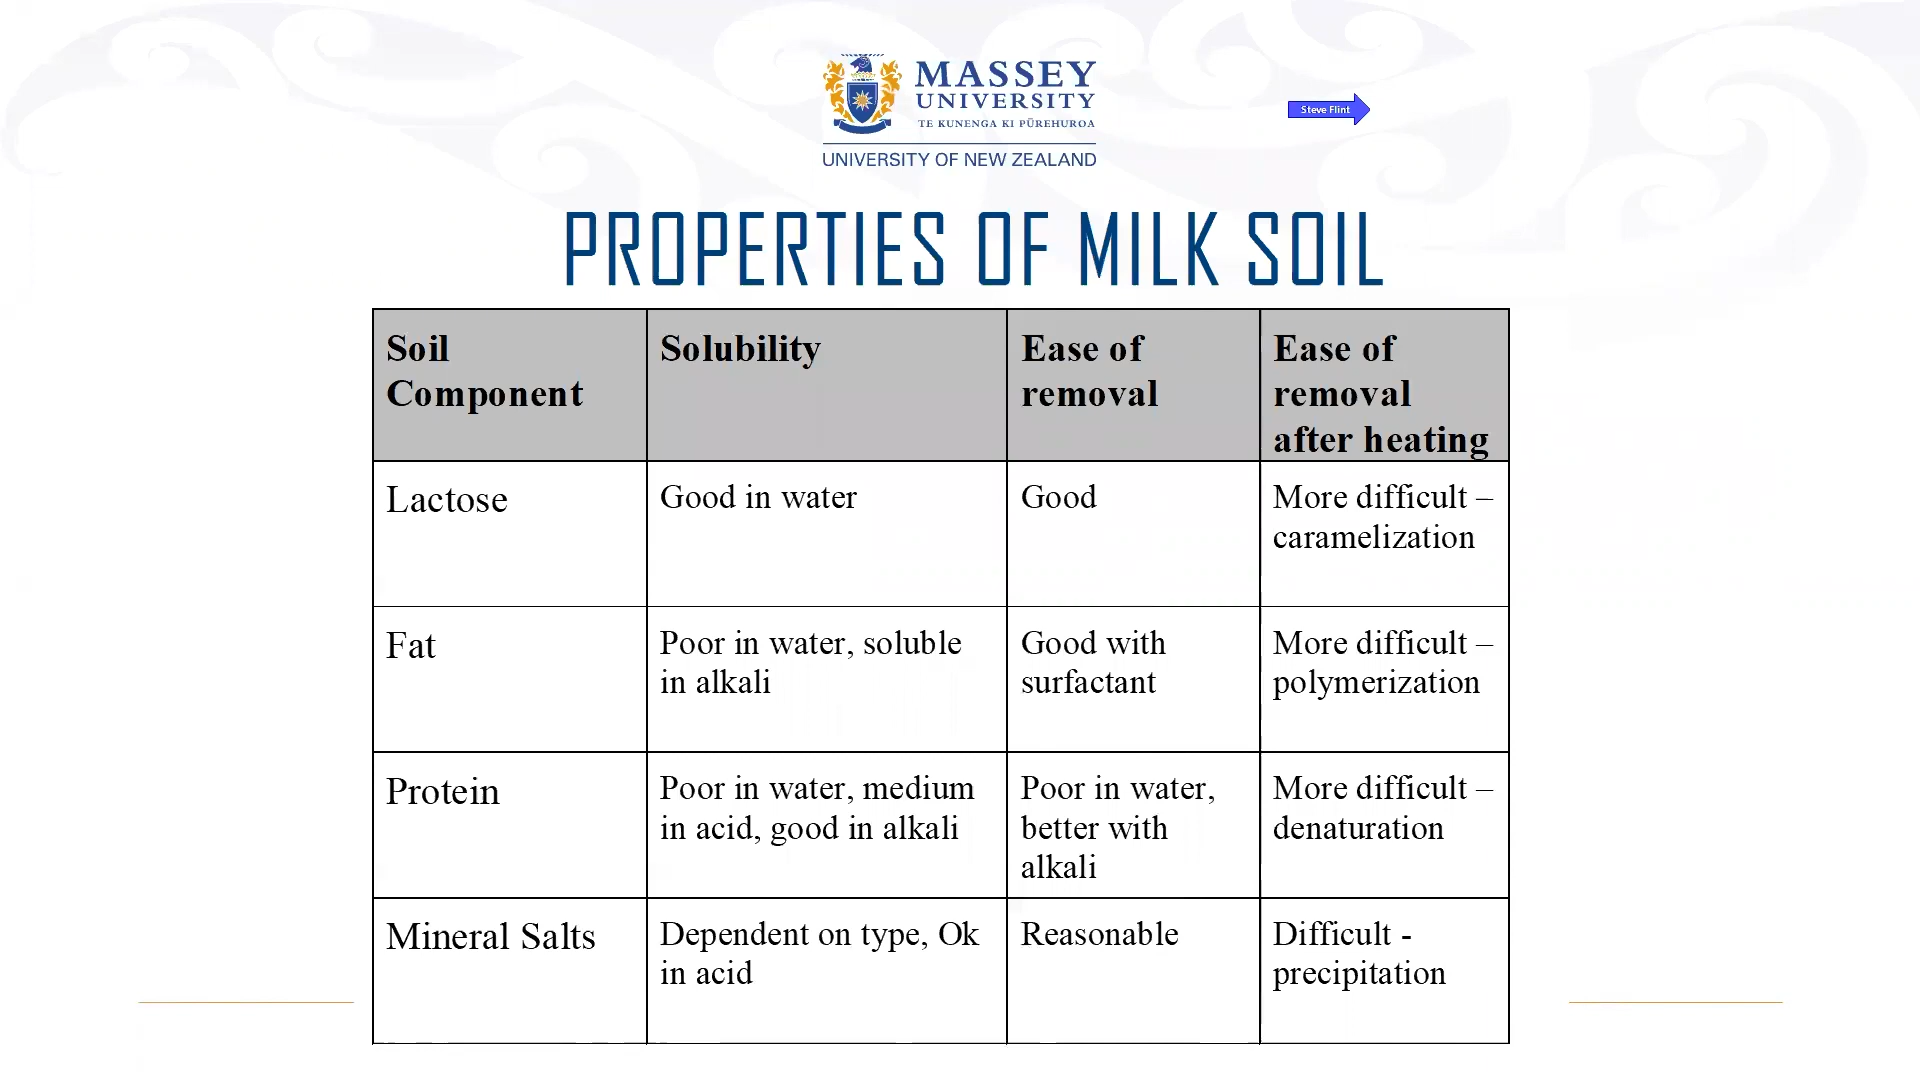 MASSEY
UNIVERSITY
TE KUNENGA KI PŪREHUROA
UNIVERSITY OF NEW ZEALAND
Steve Flint
PROPERTIES OF MILK SOIL
Soil
Component
Solubility
Ease of
removal
Ease of
removal
after heating
Lactose
Good in water
Good
More difficult –
caramelization
Fat
Poor in water, soluble
in alkali
Good with
surfactant
More difficult –
polymerization
Protein
Poor in water, medium
in acid, good in alkali
Poor in water,
better with
alkali
More difficult –
denaturation
Mineral Salts
Dependent on type, Ok
in acid
Reasonable
Difficult -
precipitation